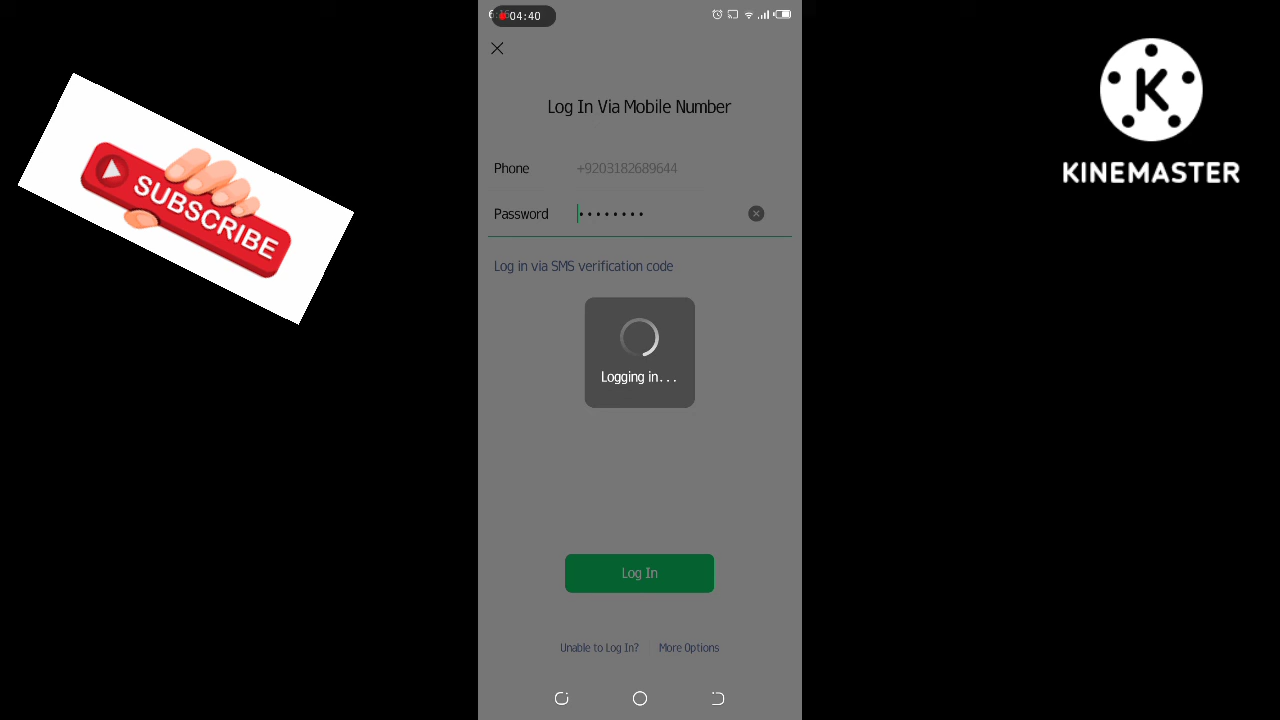 04:40
Log In Via Mobile Number
Phone +9203182689644
Password ••••••••
Log in via SMS verification code
Logging in...
Log In
Unable to Log In? More Options
SUBSCRIBE
K
KINEMASTER